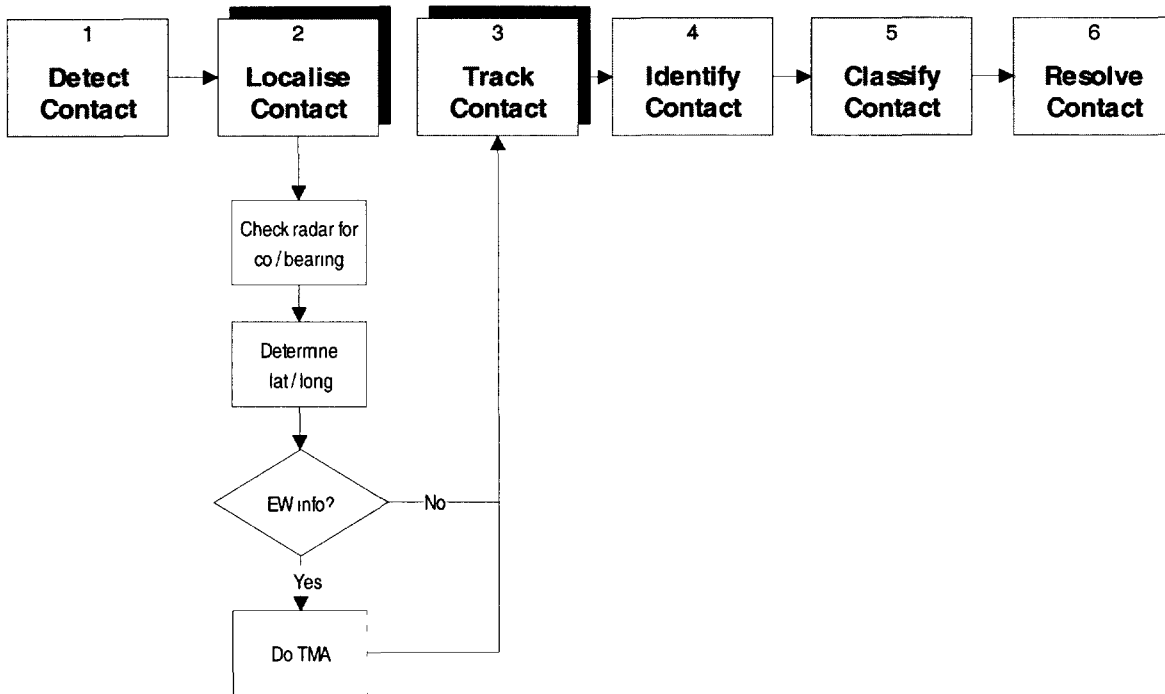 1
Detect
Contact
2
Localise
Contact
3
Track
Contact
4
Identify
Contact
5
Classify
Contact
6
Resolve
Contact
Check radar for
co / bearing
Determine
lat / long
EW info?
No
Yes
Do TMA